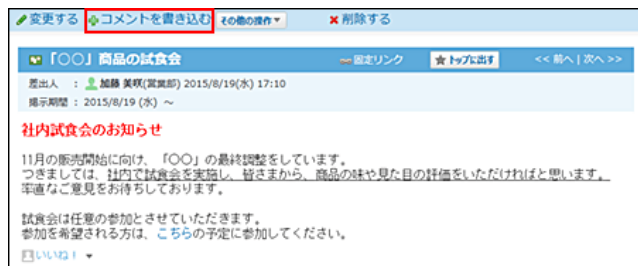 変更する コメントを書き込む その他の操作▼ 削除する
「〇〇」商品の試食会 固定リンク ★トップに出す << 前へ | 次へ >>
差出人 : 加藤 美咲(営業部) 2015/8/19(水) 17:10
掲示期間 : 2015/8/19 (水) ～
社内試食会のお知らせ
11月の販売開始に向け、「〇〇」の最終調整をしています。
つきましては、社内で試食会を実施し、皆さまから、商品の味や見た目の評価をいただければと思います。
率直なご意見をお待ちしております。
試食会は任意の参加とさせていただきます。
参加を希望される方は、こちらの予定に参加してください。
いいね！ ▼